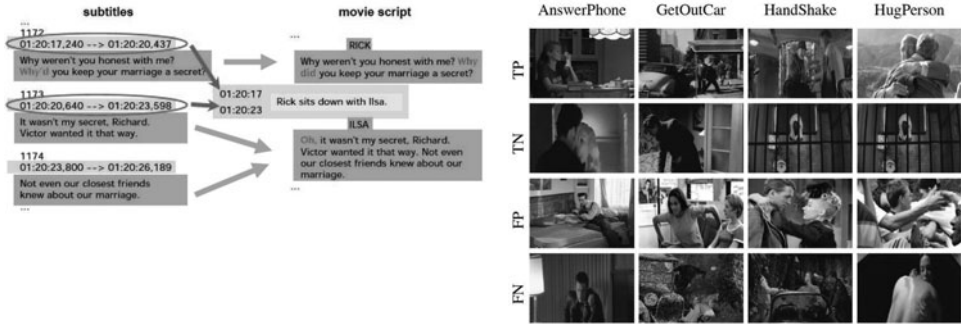 subtitles
...
1172
01:20:17,240 --> 01:20:20,437
Why weren't you honest with me?
Why'd you keep your marriage a secret?
1173
01:20:20,640 --> 01:20:23,598
It wasn't my secret, Richard.
Victor wanted it that way.
1174
01:20:23,800 --> 01:20:26,189
Not even our closest friends
knew about our marriage.
...
movie script
...
RICK
Why weren't you honest with me? Why
did you keep your marriage a secret?
01:20:17
01:20:23
Rick sits down with Ilsa.
ILSA
Oh, it wasn't my secret, Richard.
Victor wanted it that way. Not even
our closest friends knew about our
marriage.
...
AnswerPhone GetOutCar HandShake HugPerson
TP
TN
FP
FN